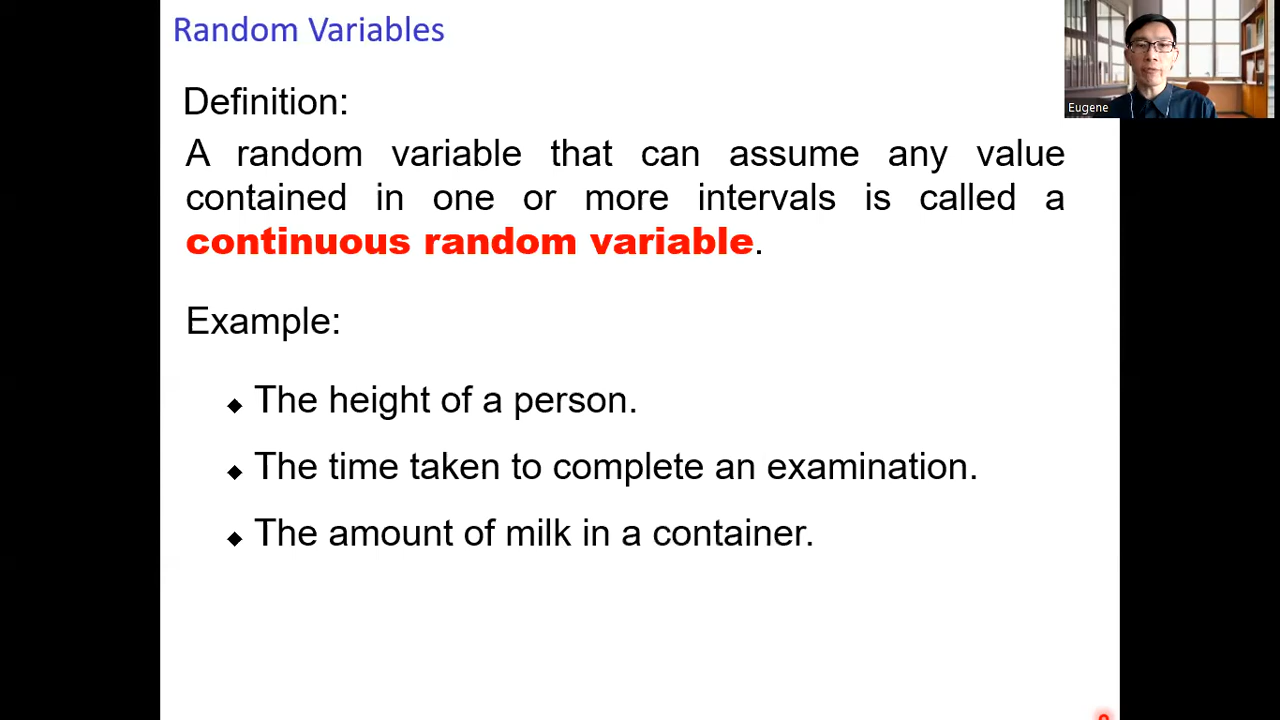 Random Variables
Eugene
Definition:
A random variable that can assume any value
contained in one or more intervals is called a
continuous random variable.
Example:
◆ The height of a person.
◆ The time taken to complete an examination.
◆ The amount of milk in a container.